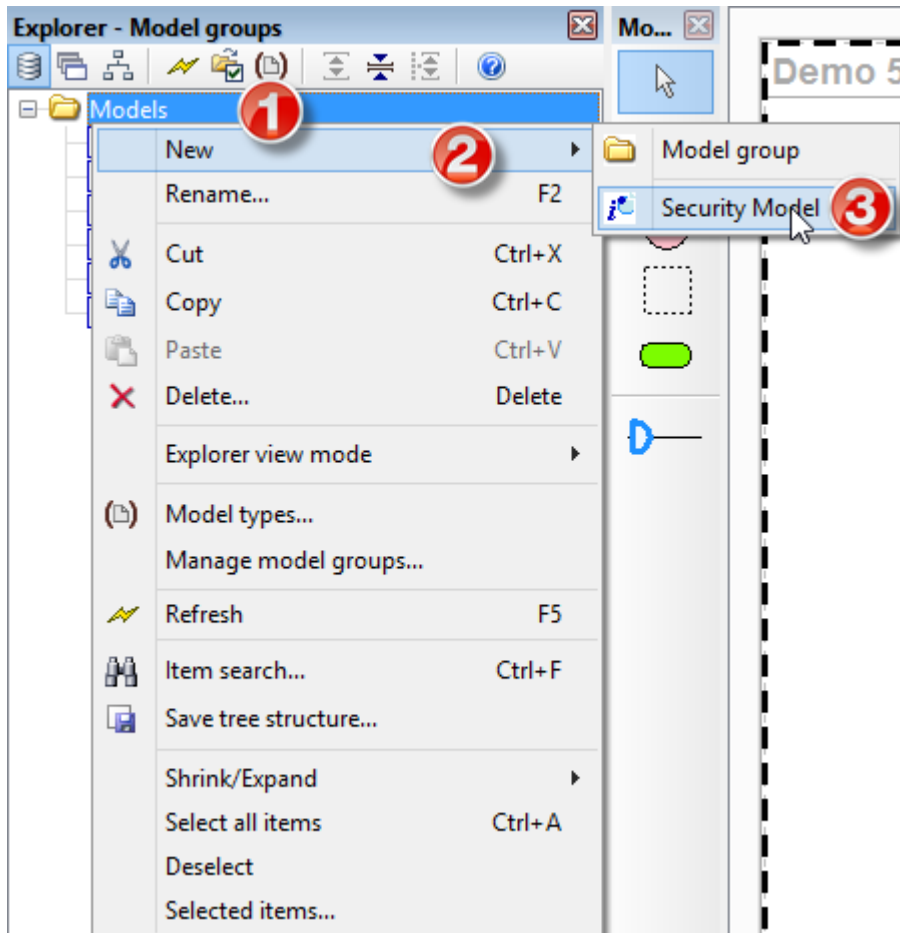 Explorer - Model groups
Mo...
Demo 5
Models
1
New
2
Model group
Rename... F2
Security Model
3
Cut Ctrl+X
Copy Ctrl+C
Paste Ctrl+V
Delete... Delete
Explorer view mode
Model types...
Manage model groups...
Refresh F5
Item search... Ctrl+F
Save tree structure...
Shrink/Expand
Select all items Ctrl+A
Deselect
Selected items...